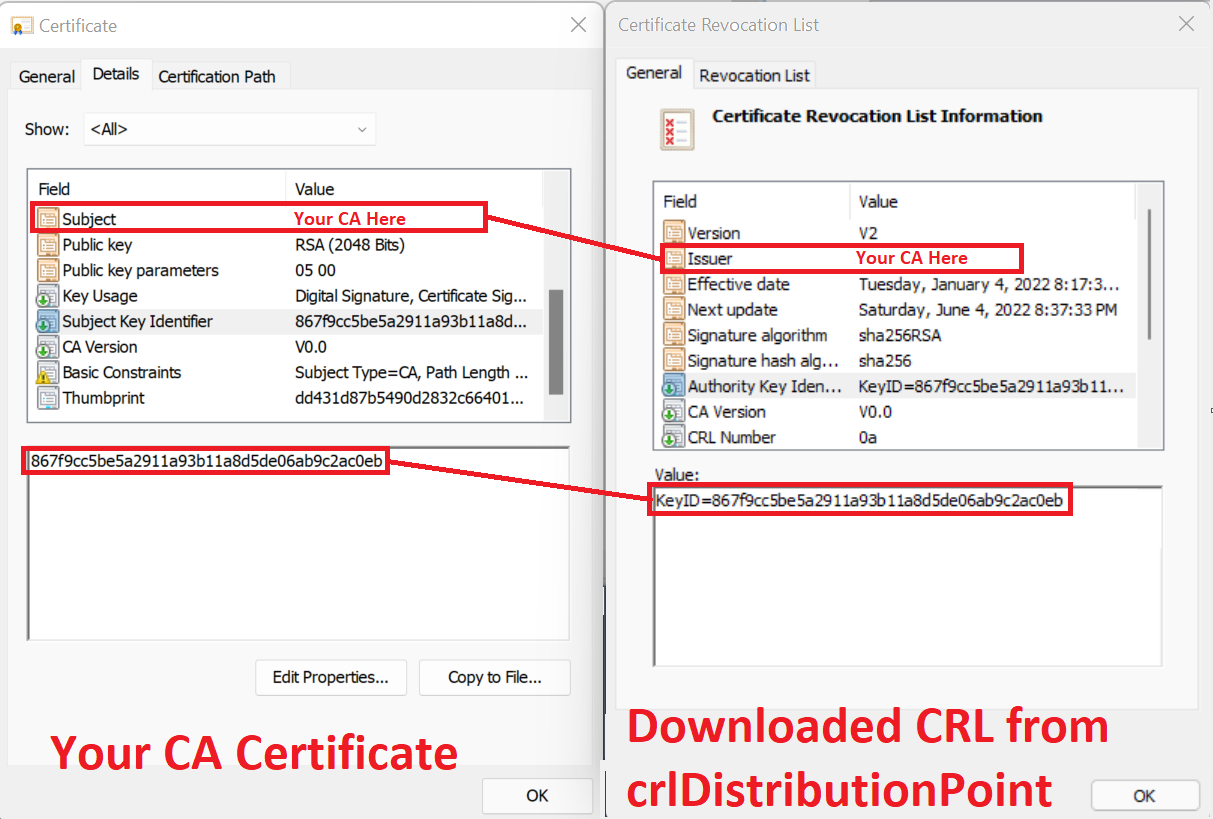 Certificate
General
Details
Certification Path
Show:
<All>
Field Value
Subject Your CA Here
Public key RSA (2048 Bits)
Public key parameters 05 00
Key Usage Digital Signature, Certificate Sig...
Subject Key Identifier 867f9cc5be5a2911a93b11a8d...
CA Version V0.0
Basic Constraints Subject Type=CA, Path Length ...
Thumbprint dd431d87b5490d2832c66401...
867f9cc5be5a2911a93b11a8d5de06ab9c2ac0eb
Edit Properties...
Copy to File...
Your CA Certificate
OK
Certificate Revocation List
General
Revocation List
Certificate Revocation List Information
Field Value
Version V2
Issuer Your CA Here
Effective date Tuesday, January 4, 2022 8:17:3...
Next update Saturday, June 4, 2022 8:37:33 PM
Signature algorithm sha256RSA
Signature hash alg... sha256
Authority Key Iden... KeyID=867f9cc5be5a2911a93b11...
CA Version V0.0
CRL Number 0a
Value:
KeyID=867f9cc5be5a2911a93b11a8d5de06ab9c2ac0eb
Downloaded CRL from
crlDistributionPoint
OK